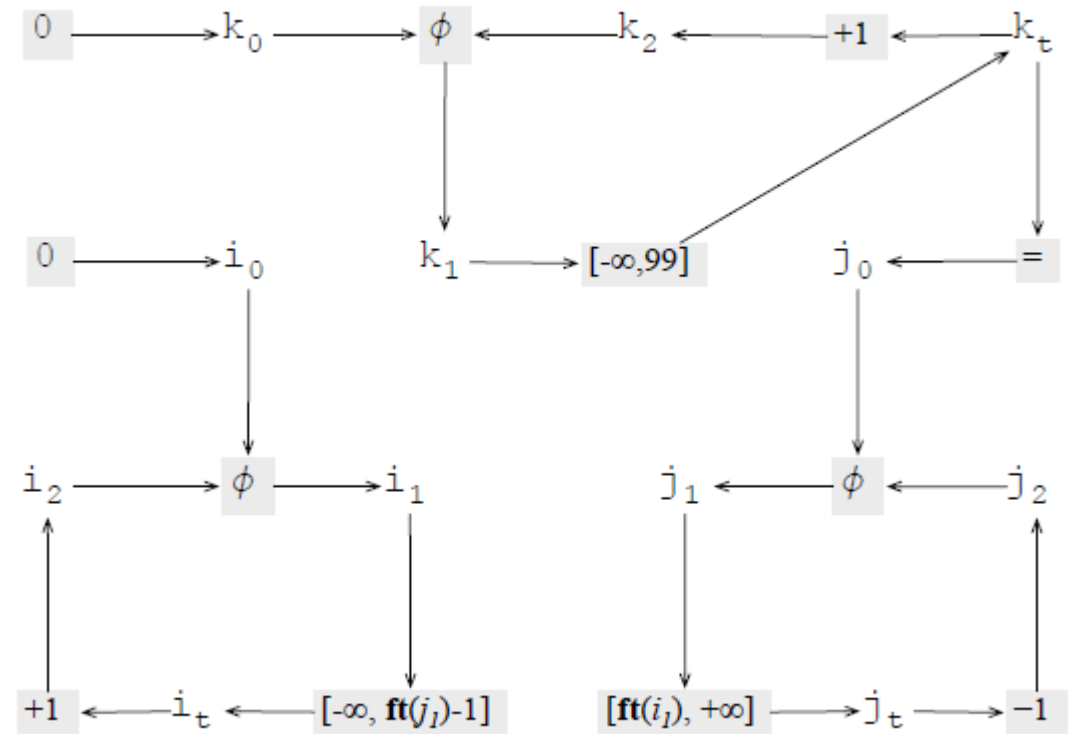 0 k0 ϕ k2 +1 kt
0 i0 k1 [-∞,99] j0 =
i2 ϕ i1 j1 ϕ j2
+1 it [-∞, ft(j1)-1] [ft(i1), +∞] jt −1